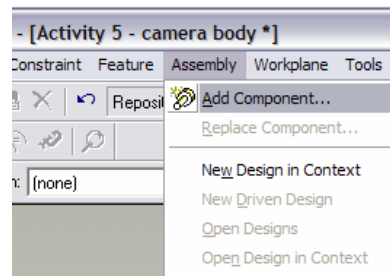 - [Activity 5 - camera body *]
Constraint Feature Assembly Workplane Tools
Reposi
Add Component...
Replace Component...
n: (none)
New Design in Context
New Driven Design
Open Designs
Open Design in Context